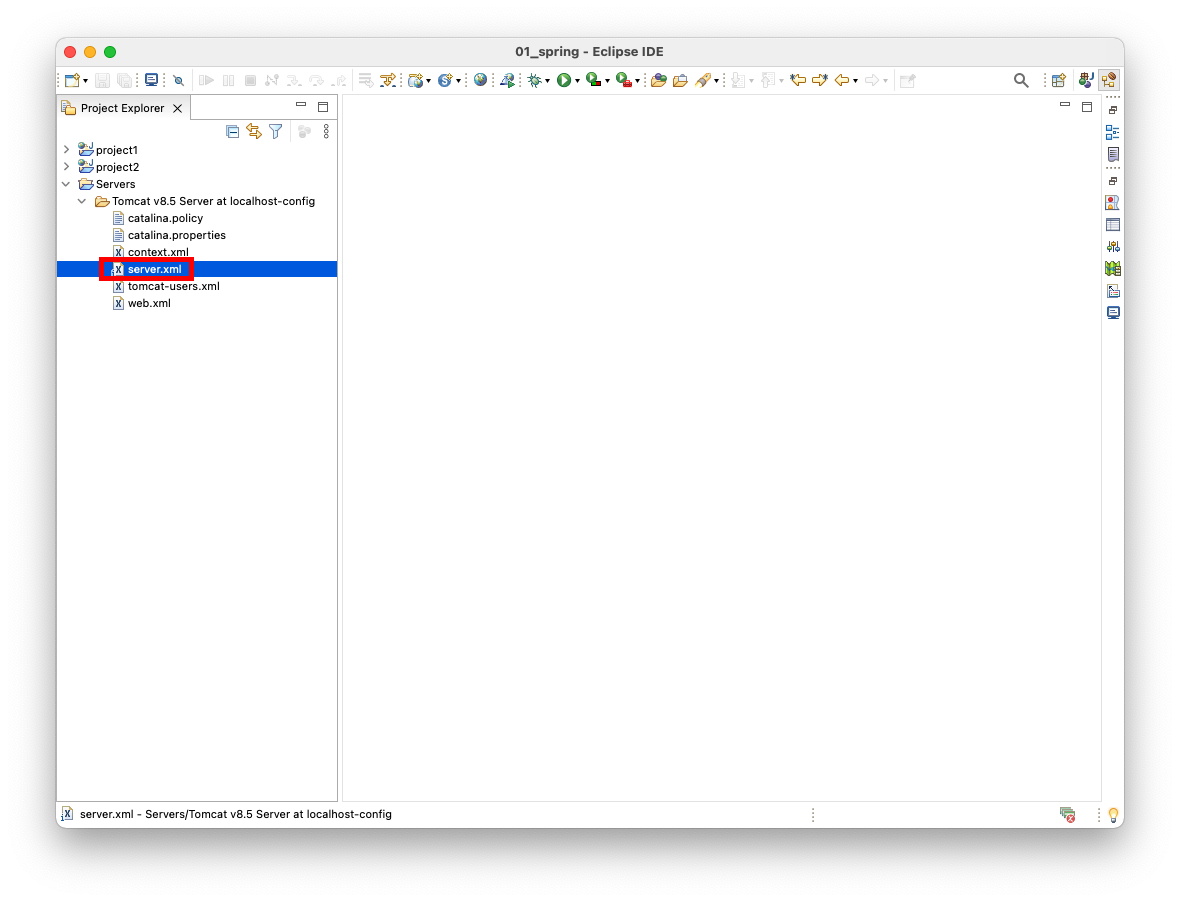 01_spring - Eclipse IDE
Project Explorer
project1
project2
Servers
Tomcat v8.5 Server at localhost-config
catalina.policy
catalina.properties
context.xml
server.xml
tomcat-users.xml
web.xml
server.xml - Servers/Tomcat v8.5 Server at localhost-config